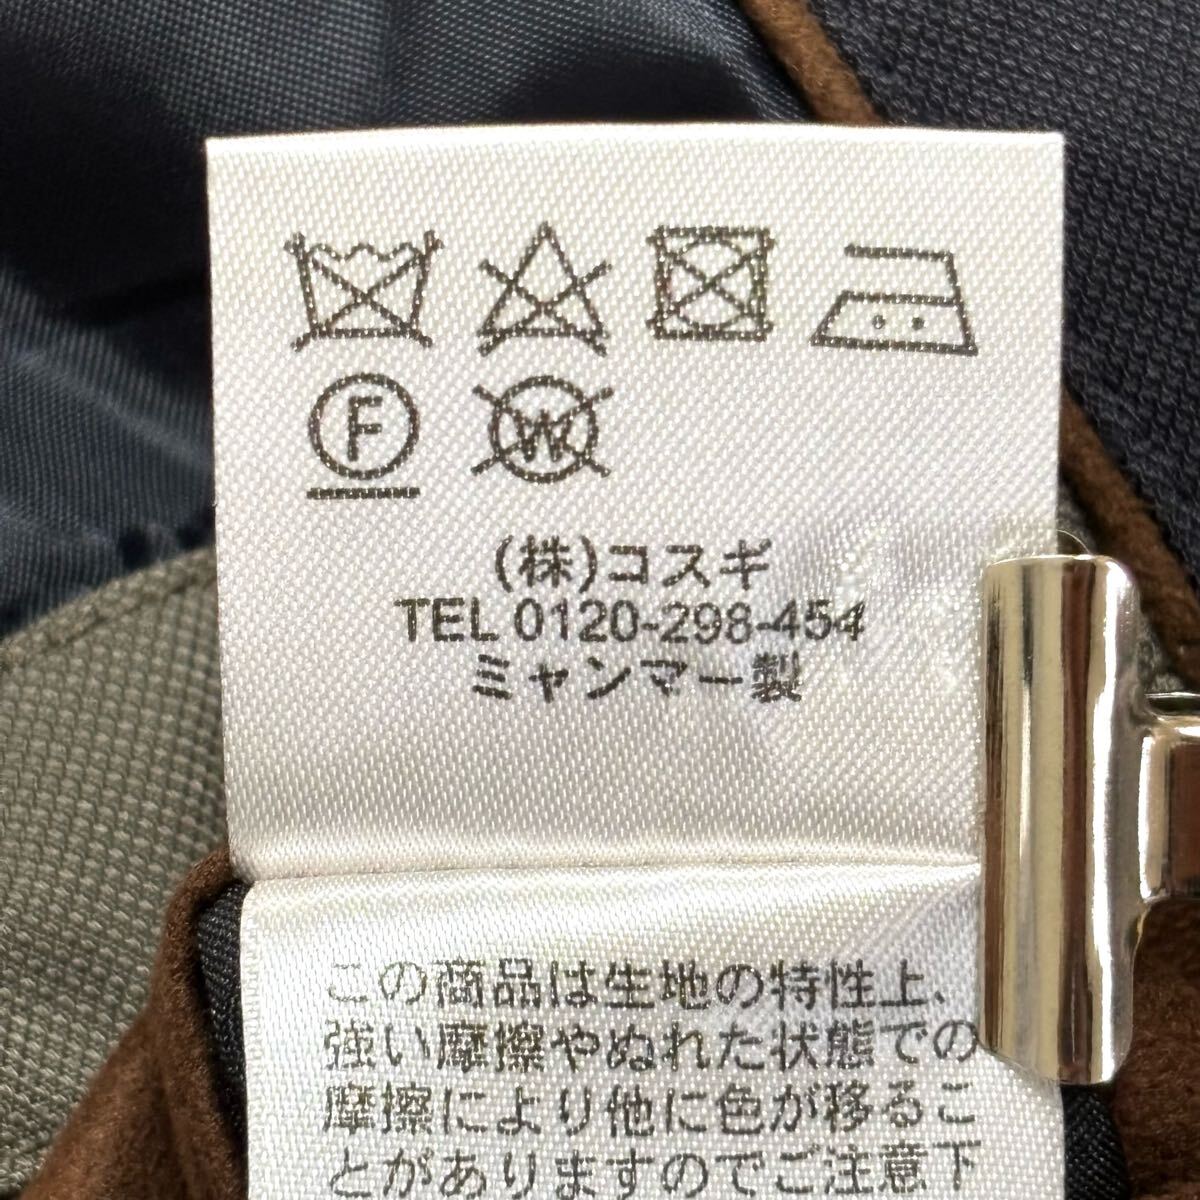 F W
(株)コスギ
TEL 0120-298-454
ミャンマー製
この商品は生地の特性上、
強い摩擦やぬれた状態での
摩擦により他に色が移るこ
とがありますのでご注意下